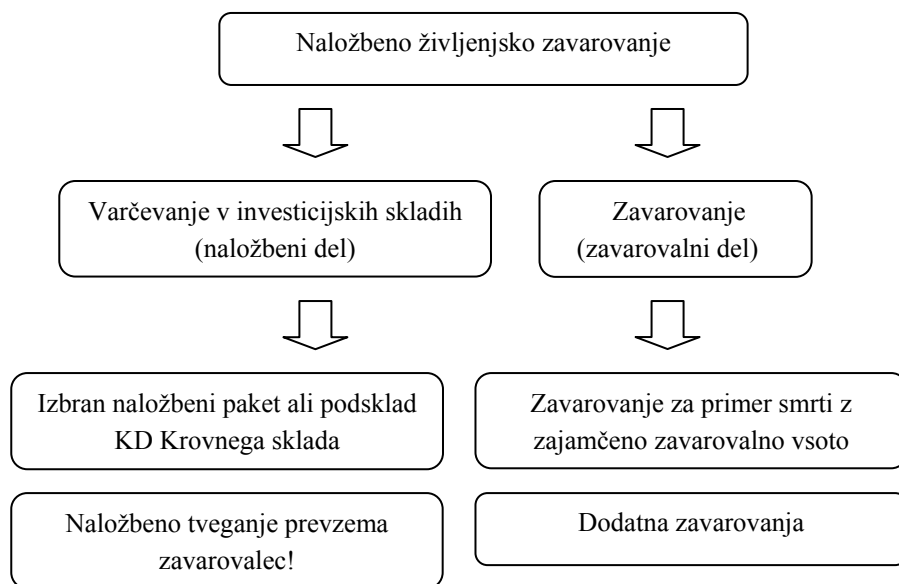 Naložbeno življenjsko zavarovanje
Varčevanje v investicijskih skladih
(naložbeni del)
Zavarovanje
(zavarovalni del)
Izbran naložbeni paket ali podsklad
KD Krovnega sklada
Zavarovanje za primer smrti z
zajamčeno zavarovalno vsoto
Naložbeno tveganje prevzema
zavarovalec!
Dodatna zavarovanja